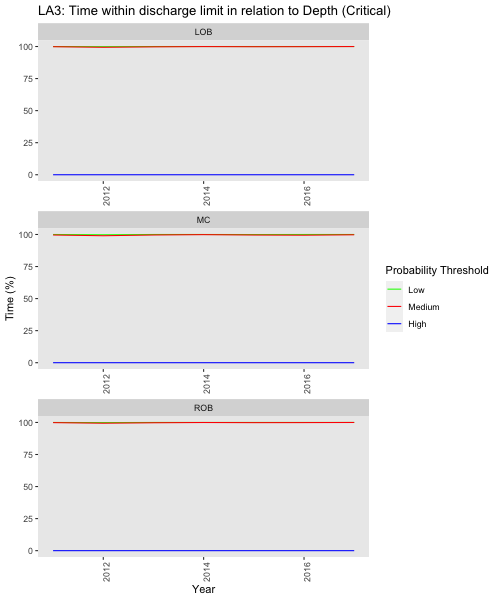 LA3: Time within discharge limit in relation to Depth (Critical)
LOB
100
75
50
25
0
2012
2014
2016
MC
100
75
50
25
0
2012
2014
2016
Time (%)
Probability Threshold
Low
Medium
High
ROB
100
75
50
25
0
2012
2014
2016
Year